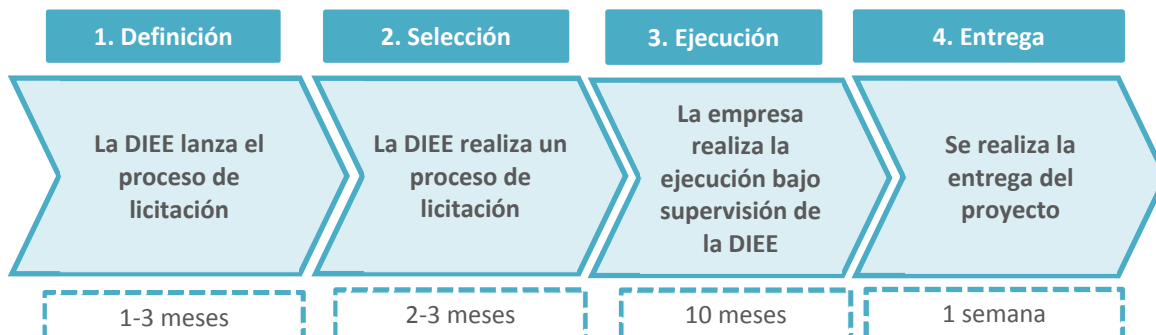 1. Definición
2. Selección
3. Ejecución
4. Entrega
La DIEE lanza el
proceso de
licitación
La DIEE realiza un
proceso de
licitación
La empresa
realiza la
ejecución bajo
supervisión de
la DIEE
Se realiza la
entrega del
proyecto
1-3 meses
2-3 meses
10 meses
1 semana